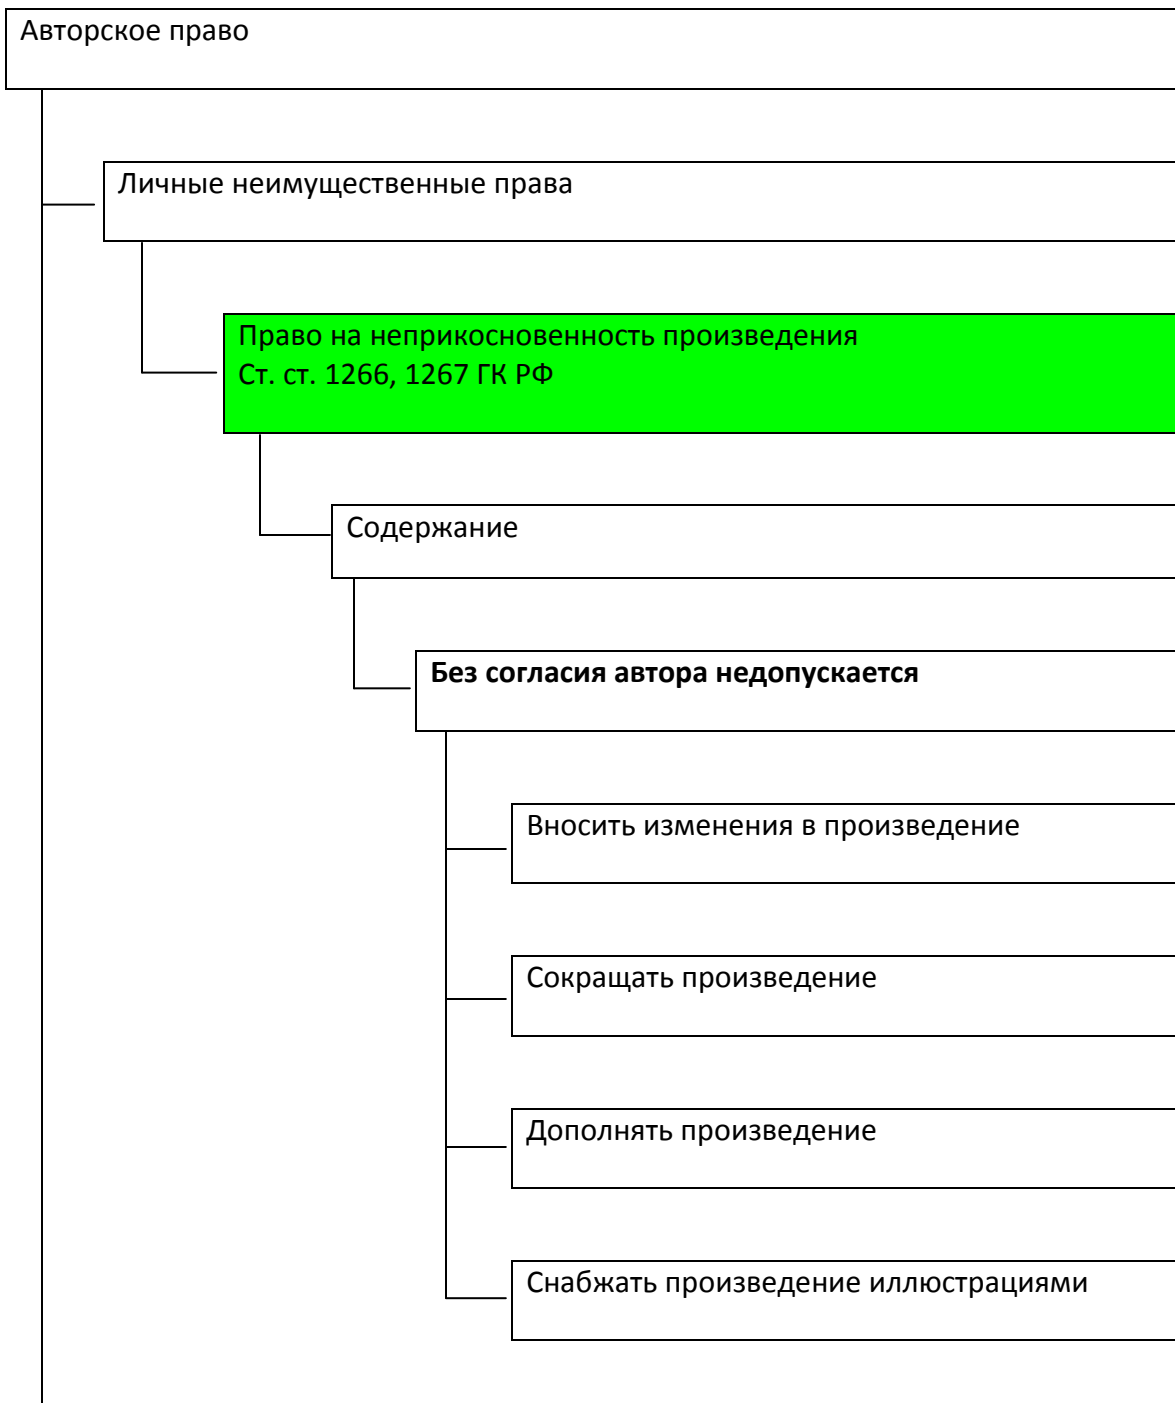 Авторское право
Личные неимущественные права
Право на неприкосновенность произведения
Ст. ст. 1266, 1267 ГК РФ
Содержание
Без согласия автора недопускается
Вносить изменения в произведение
Сокращать произведение
Дополнять произведение
Снабжать произведение иллюстрациями